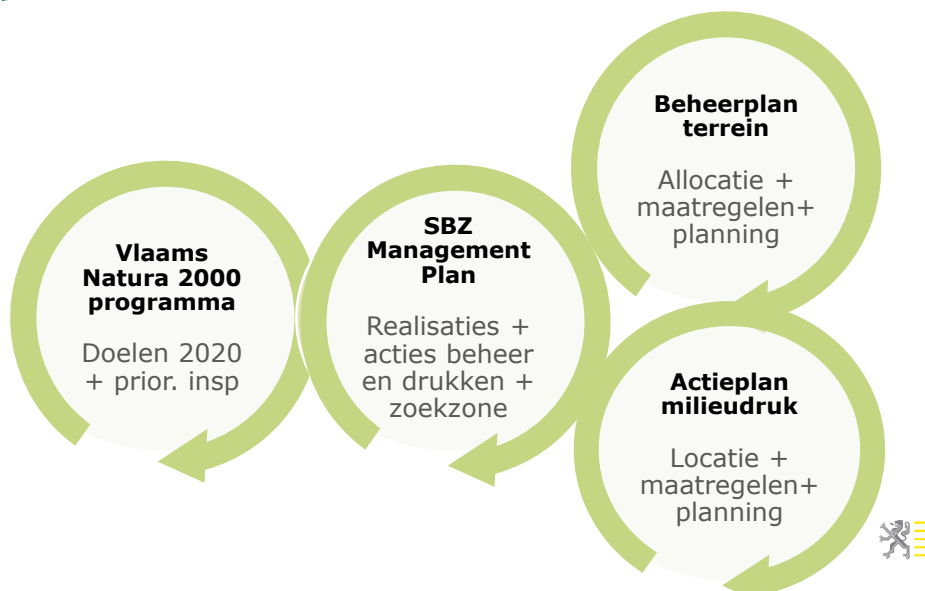 Vlaams
Natura 2000
programma
Doelen 2020
+ prior. insp
SBZ
Management
Plan
Realisaties +
acties beheer
en drukken +
zoekzone
Beheerplan
terrein
Allocatie +
maatregelen+
planning
Actieplan
milieudruk
Locatie +
maatregelen+
planning